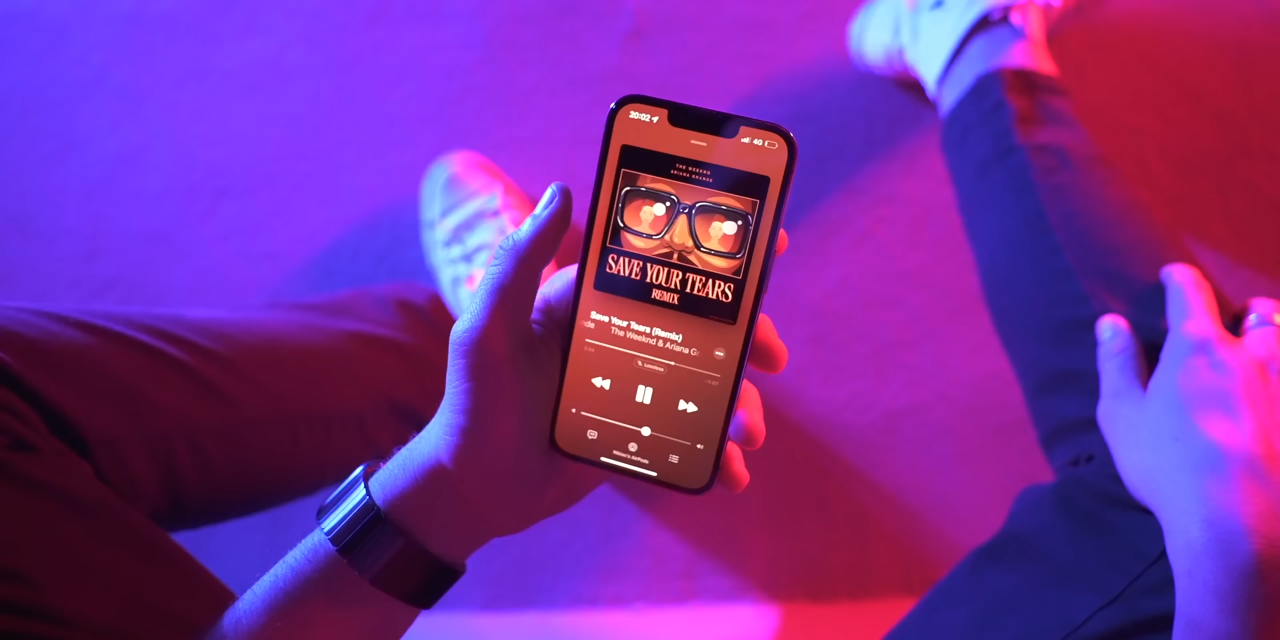 20:02
4G
THE WEEKND
ARIANA GRANDE
SAVE YOUR TEARS
REMIX
Save Your Tears (Remix)
The Weeknd & Ariana G
Lossless